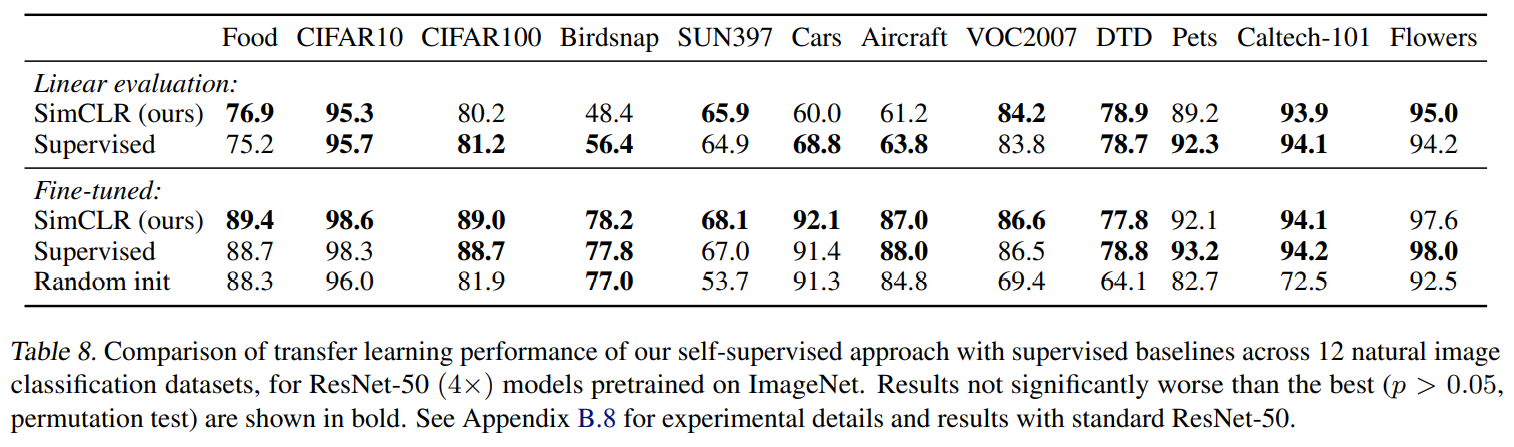 Food CIFAR10 CIFAR100 Birdsnap SUN397 Cars Aircraft VOC2007 DTD Pets Caltech-101 Flowers
Linear evaluation:
SimCLR (ours) 76.9 95.3 80.2 48.4 65.9 60.0 61.2 84.2 78.9 89.2 93.9 95.0
Supervised 75.2 95.7 81.2 56.4 64.9 68.8 63.8 83.8 78.7 92.3 94.1 94.2
Fine-tuned:
SimCLR (ours) 89.4 98.6 89.0 78.2 68.1 92.1 87.0 86.6 77.8 92.1 94.1 97.6
Supervised 88.7 98.3 88.7 77.8 67.0 91.4 88.0 86.5 78.8 93.2 94.2 98.0
Random init 88.3 96.0 81.9 77.0 53.7 91.3 84.8 69.4 64.1 82.7 72.5 92.5
Table 8. Comparison of transfer learning performance of our self-supervised approach with supervised baselines across 12 natural image
classification datasets, for ResNet-50 (4×) models pretrained on ImageNet. Results not significantly worse than the best (p > 0.05,
permutation test) are shown in bold. See Appendix B.8 for experimental details and results with standard ResNet-50.